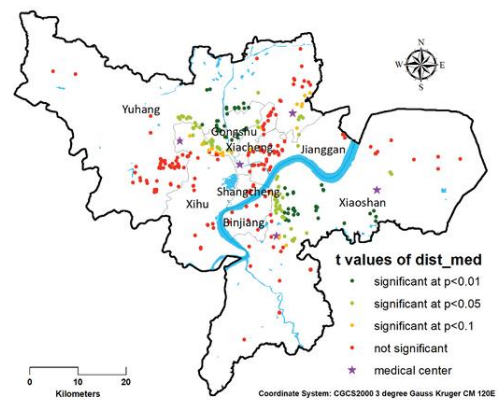 N
W E
S
Yuhang
Gongshu
Xiacheng
Jianggan
Shangcheng
Xihu
Xiaoshan
Binjiang
t values of dist_med
significant at p<0.01
significant at p<0.05
significant at p<0.1
not significant
medical center
0 10 20
Kilometers
Coordinate System: CGCS2000 3 degree Gauss Kruger CM 120E